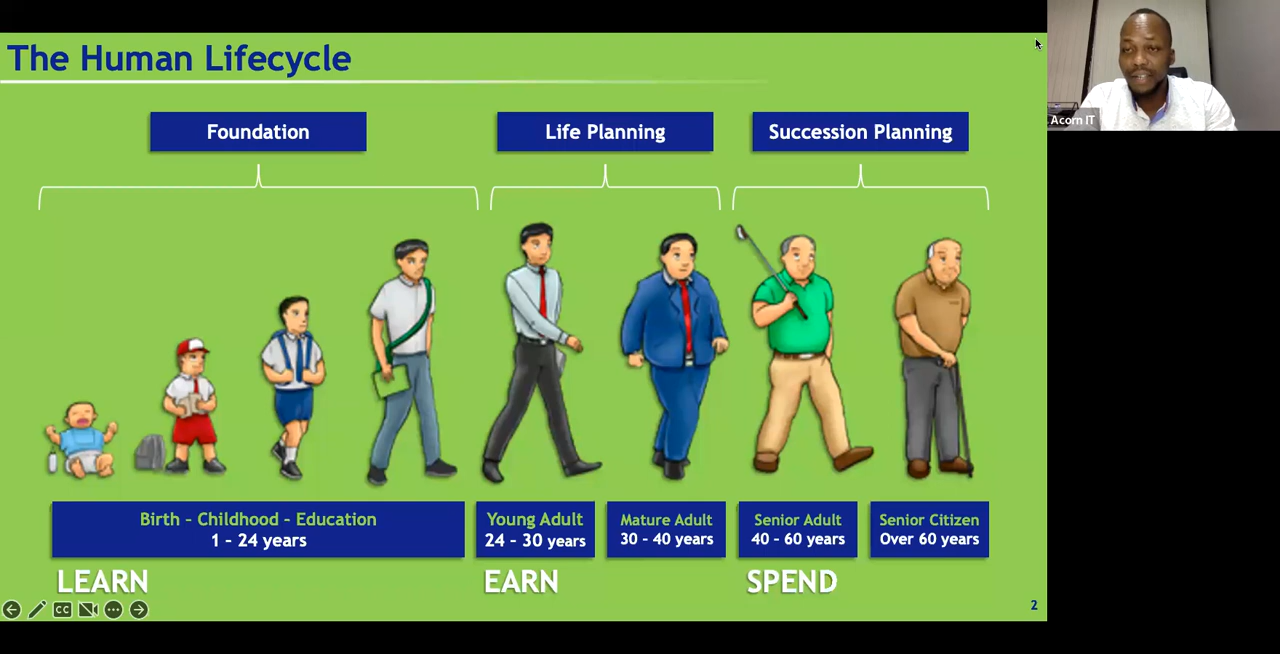 The Human Lifecycle
Acorn IT
Foundation
Life Planning
Succession Planning
Birth – Childhood – Education
1 – 24 years
Young Adult
24 – 30 years
Mature Adult
30 – 40 years
Senior Adult
40 – 60 years
Senior Citizen
Over 60 years
LEARN
EARN
SPEND
CC
2